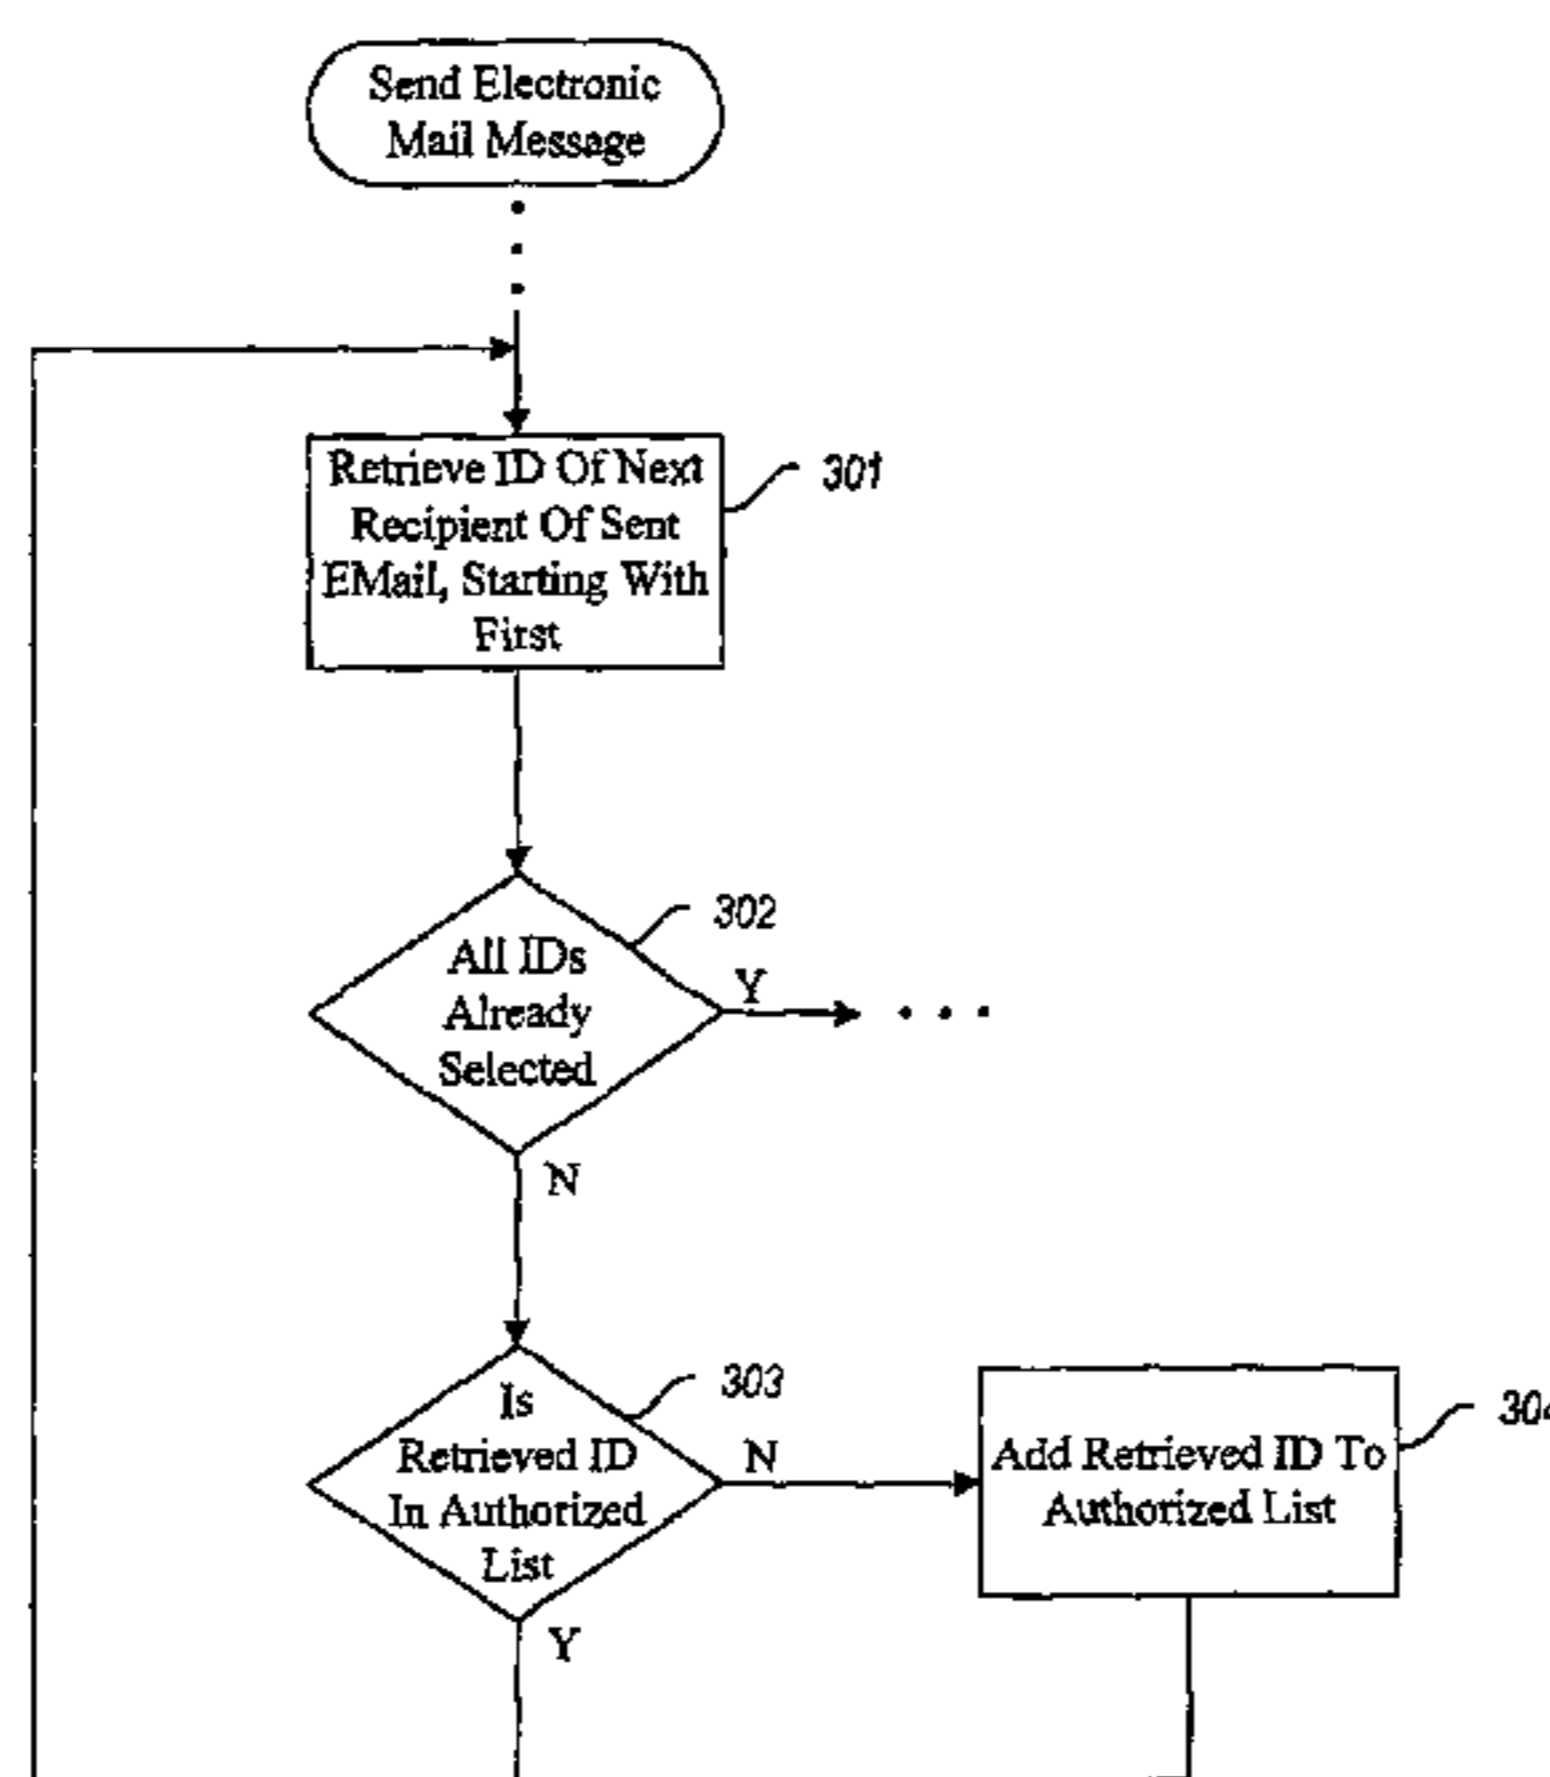 Send Electronic
Mail Message
Retrieve ID Of Next
Recipient Of Sent
EMail, Starting With
First
301
All IDs
Already
Selected
302
Y
N
Is
Retrieved ID
In Authorized
List
303
N
Y
Add Retrieved ID To
Authorized List